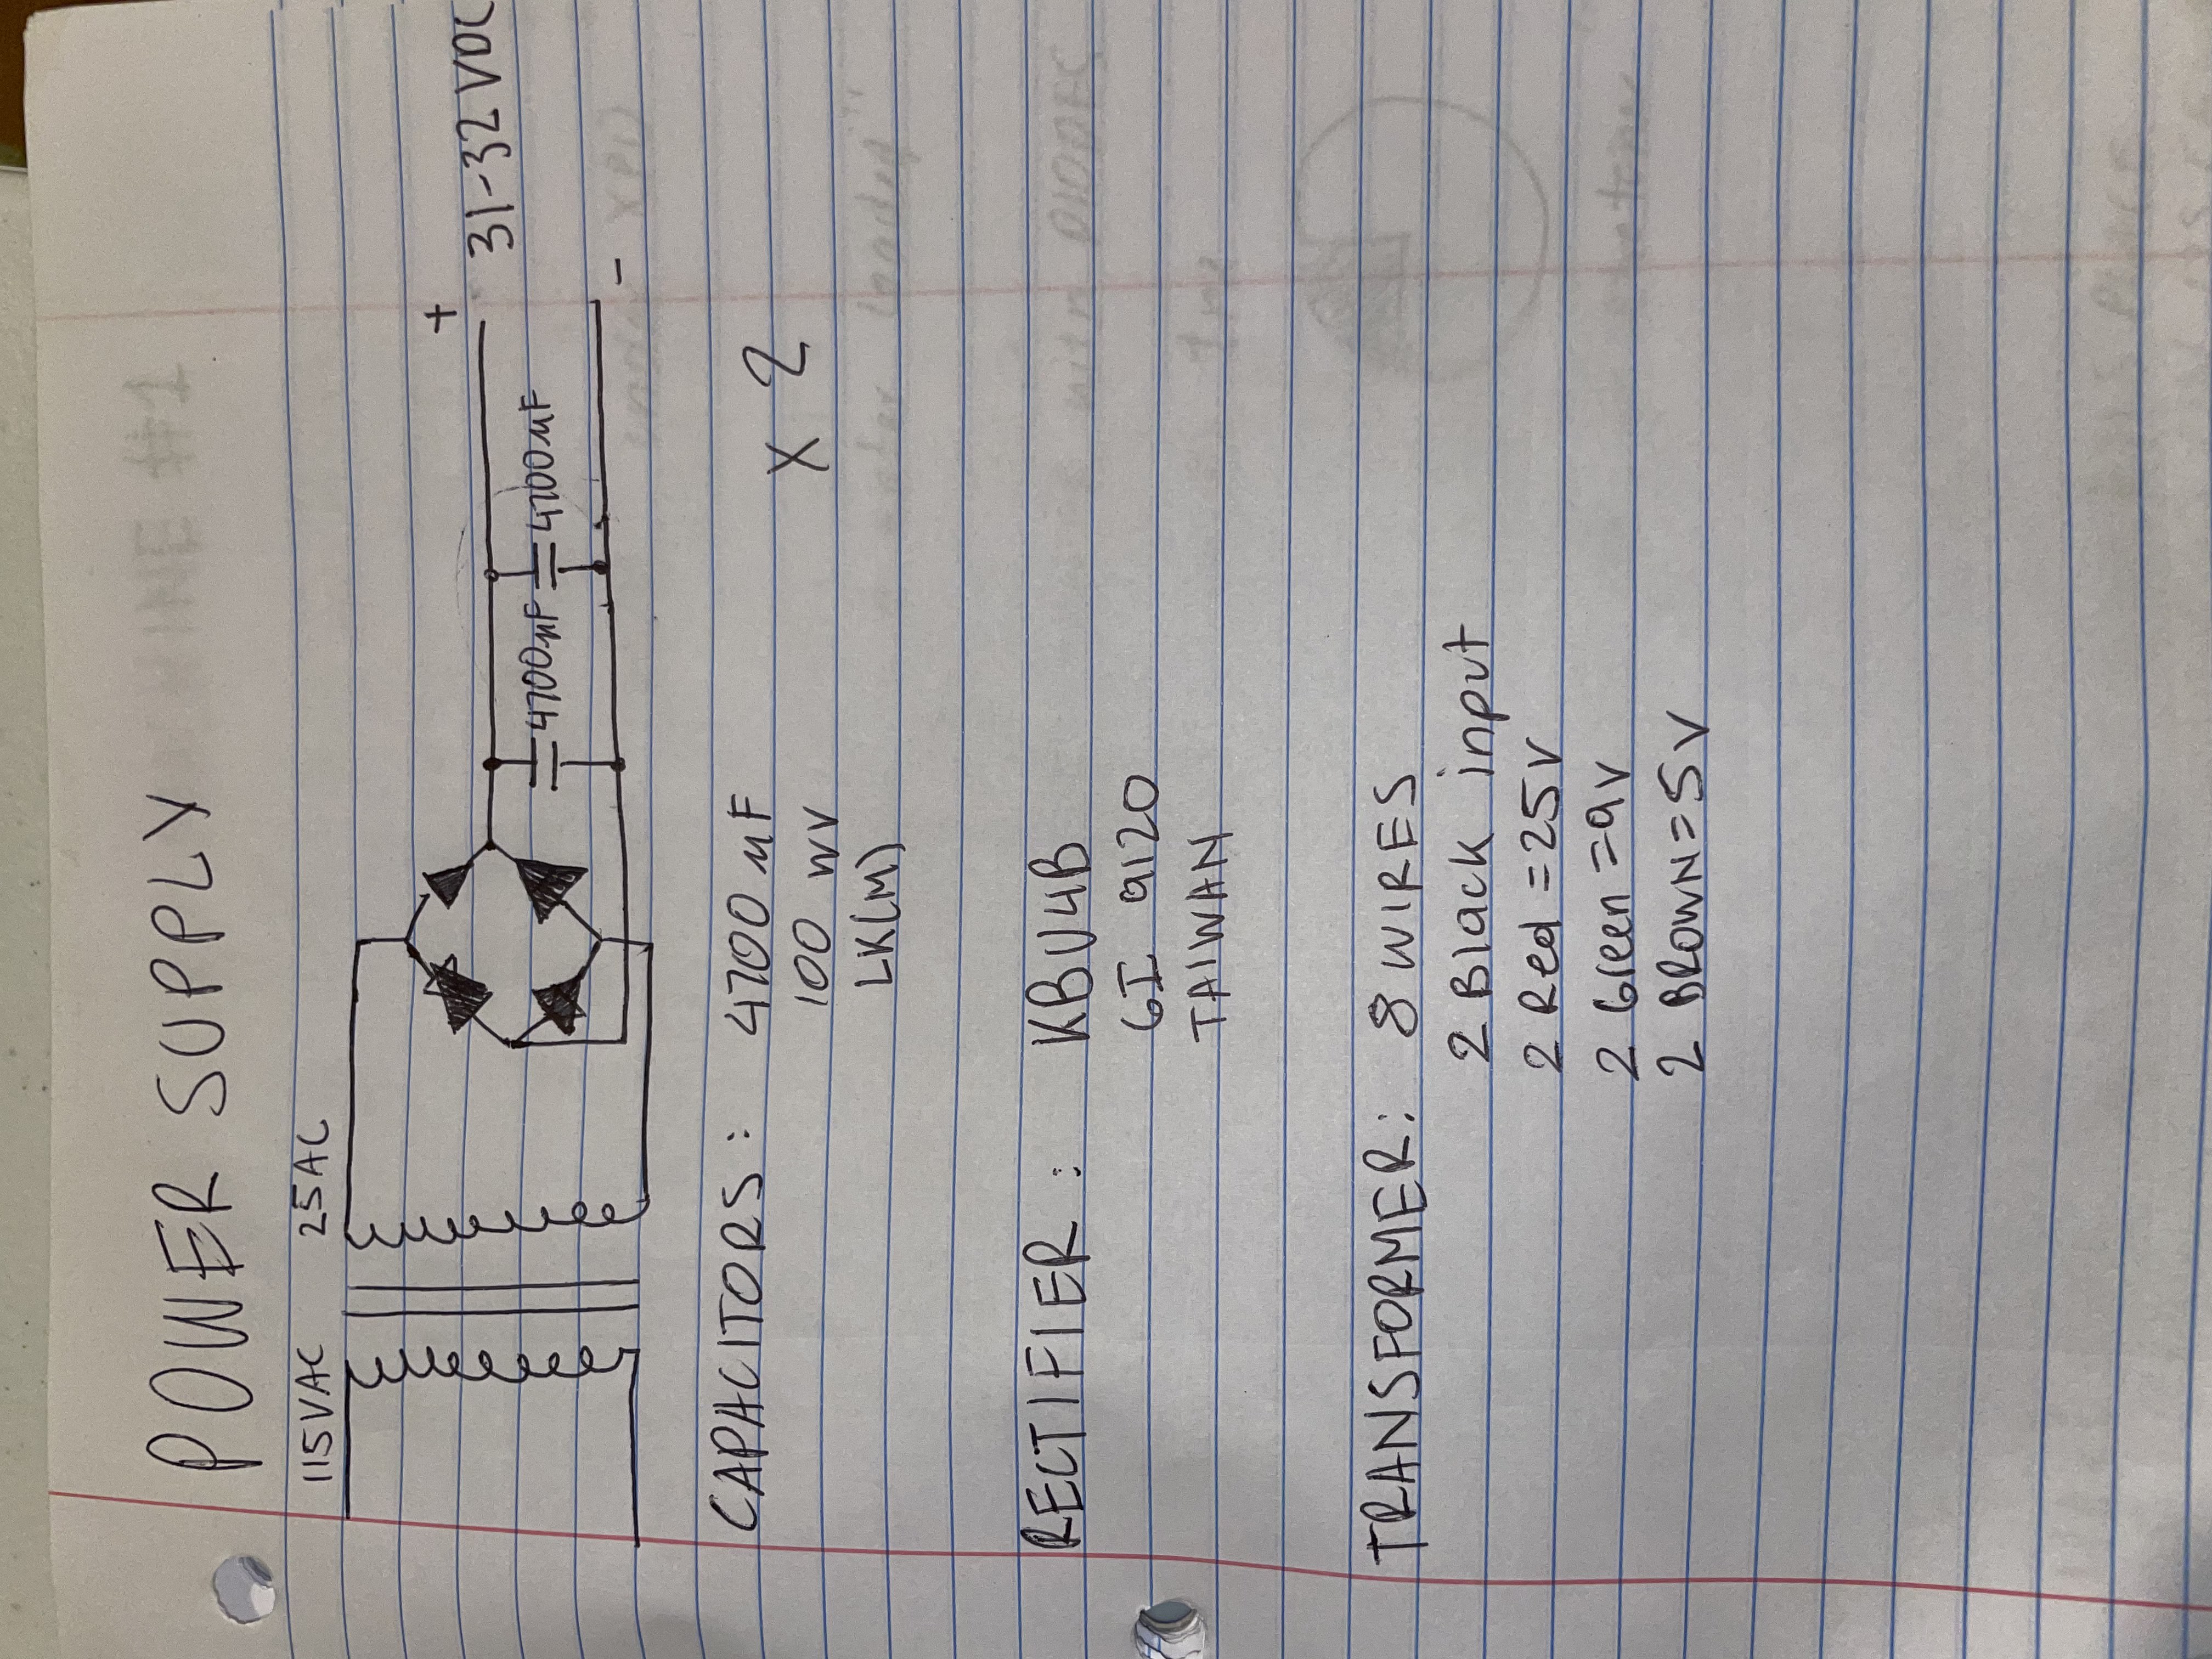 POWER SUPPLY
115VAC 25AC
+
31-32 VDC
4700µF 4700µF
-
CAPACITORS: 4700 µF
x 2
100 WV
LK(M)
RECTIFIER: KBU4B
GI 9120
TAIWAN
TRANSFORMER: 8 WIRES
2 Black input
2 Red = 25V
2 Green = 9V
2 BROWN = 5V